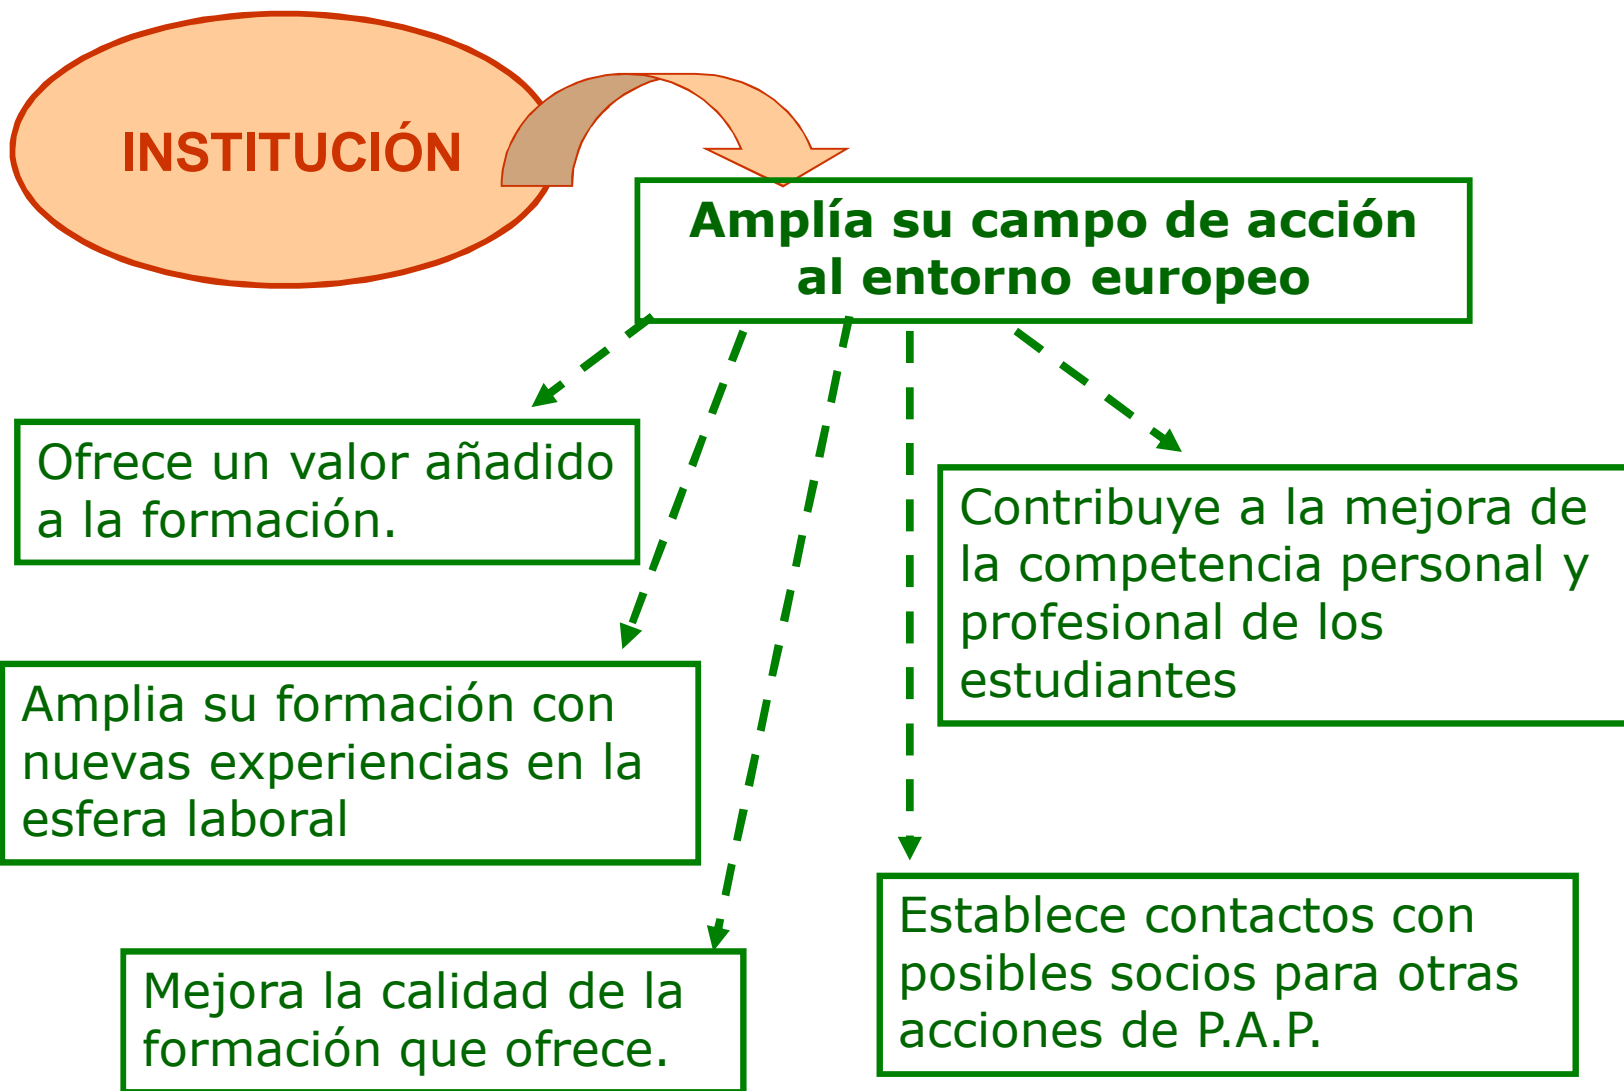 INSTITUCIÓN
Amplía su campo de acción
al entorno europeo
Ofrece un valor añadido
a la formación.
Contribuye a la mejora de
la competencia personal y
profesional de los
estudiantes
Amplia su formación con
nuevas experiencias en la
esfera laboral
Establece contactos con
posibles socios para otras
acciones de P.A.P.
Mejora la calidad de la
formación que ofrece.